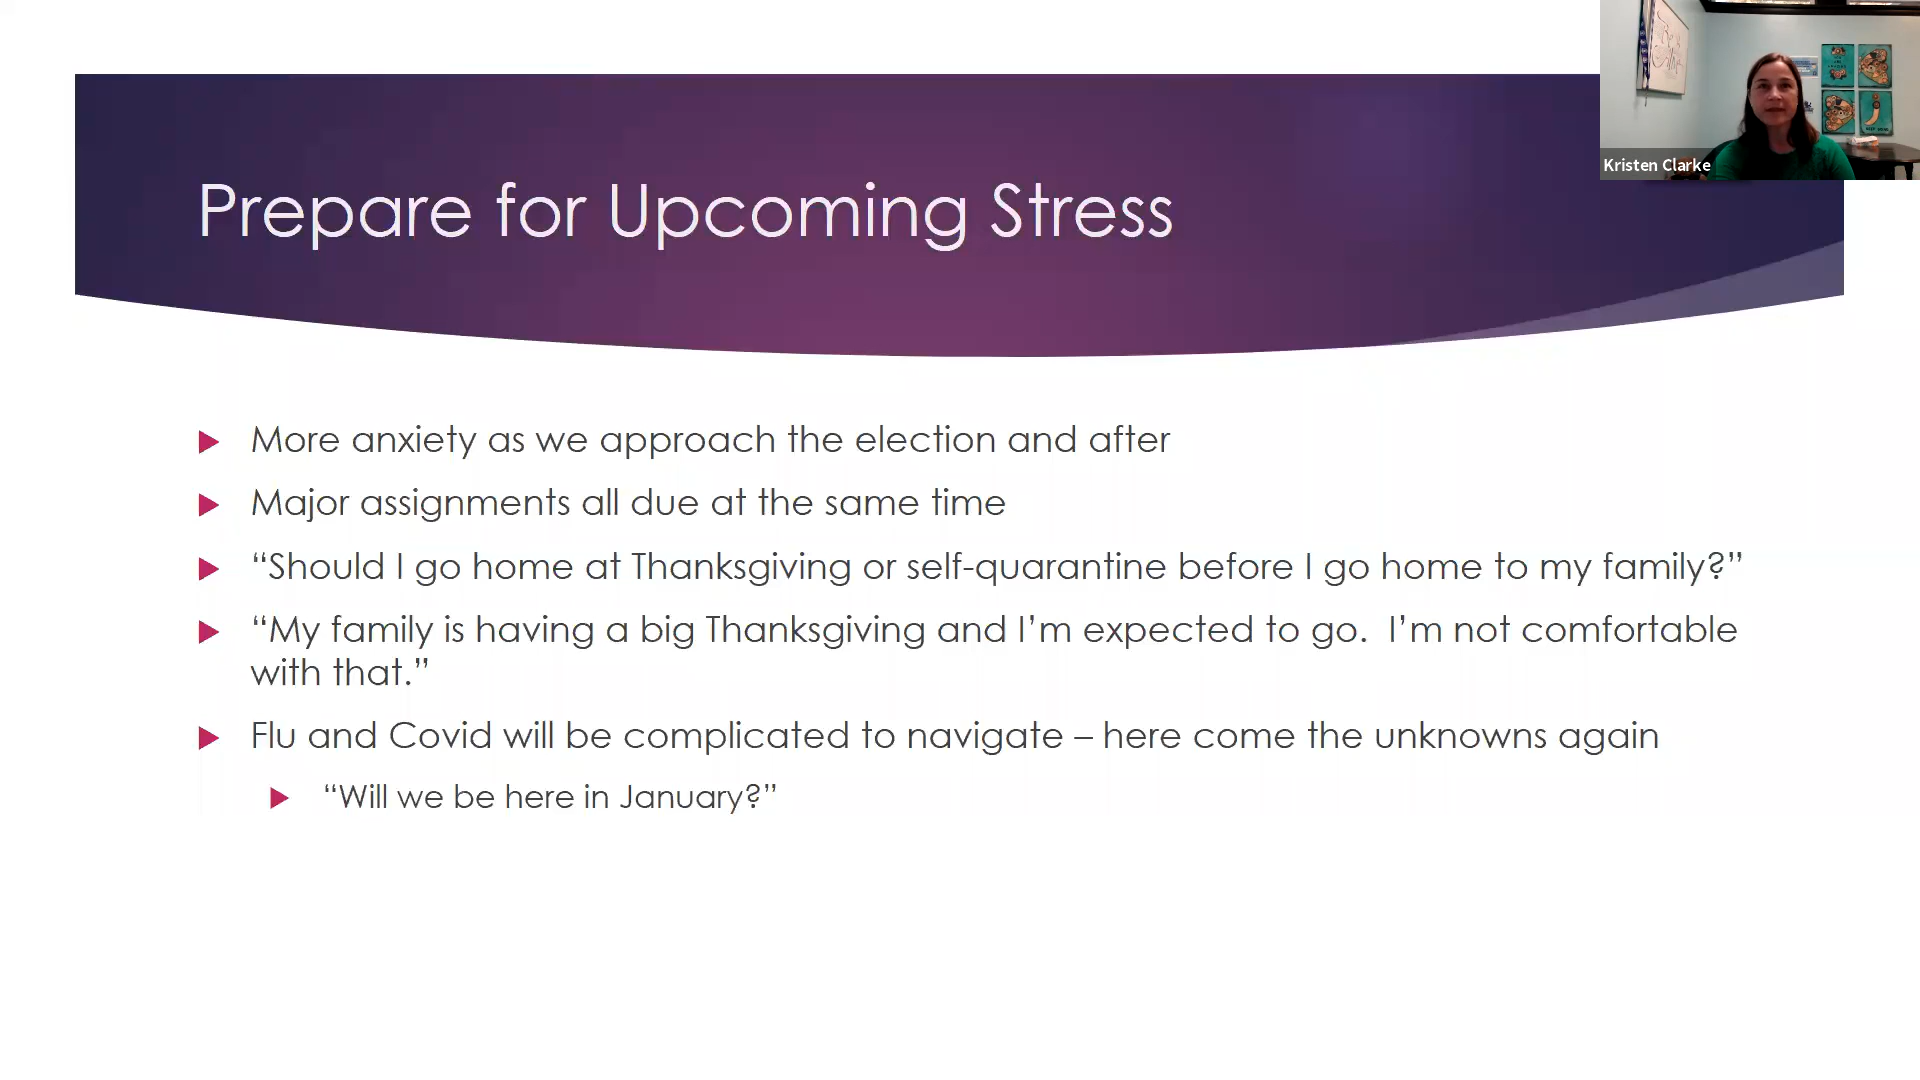 Kristen Clarke
Prepare for Upcoming Stress
More anxiety as we approach the election and after
Major assignments all due at the same time
“Should I go home at Thanksgiving or self-quarantine before I go home to my family?”
“My family is having a big Thanksgiving and I’m expected to go.  I’m not comfortable
with that.”
Flu and Covid will be complicated to navigate – here come the unknowns again
“Will we be here in January?”